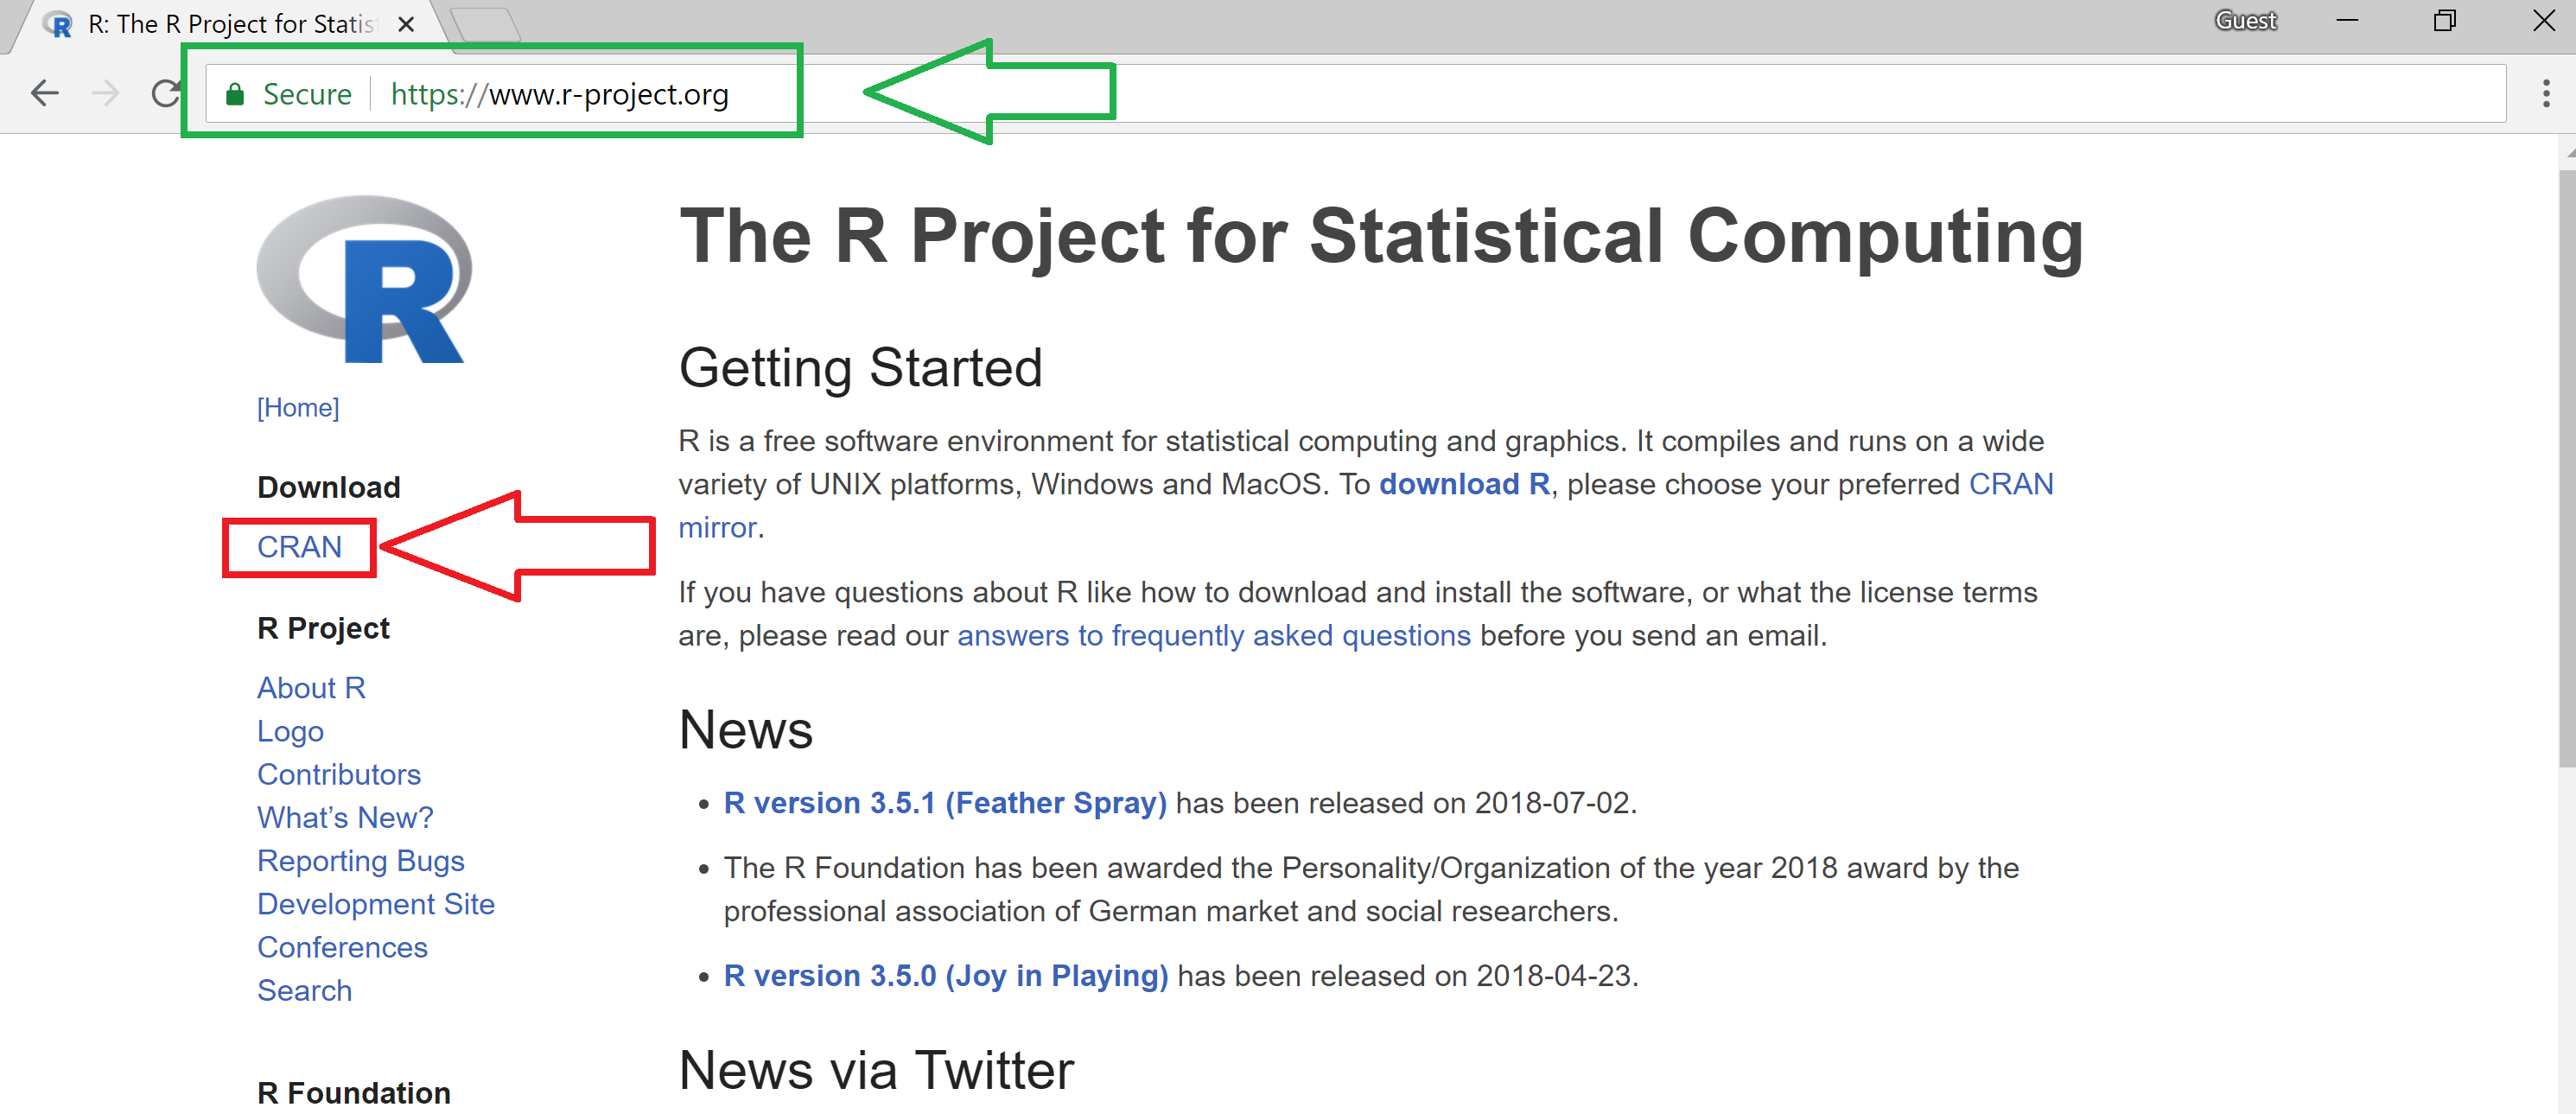 R: The R Project for Statis
Guest
Secure | https://www.r-project.org
R
The R Project for Statistical Computing
[Home]
Download
CRAN
R Project
About R
Logo
Contributors
What’s New?
Reporting Bugs
Development Site
Conferences
Search
R Foundation
Getting Started
R is a free software environment for statistical computing and graphics. It compiles and runs on a wide
variety of UNIX platforms, Windows and MacOS. To download R, please choose your preferred CRAN
mirror.
If you have questions about R like how to download and install the software, or what the license terms
are, please read our answers to frequently asked questions before you send an email.
News
• R version 3.5.1 (Feather Spray) has been released on 2018-07-02.
• The R Foundation has been awarded the Personality/Organization of the year 2018 award by the
professional association of German market and social researchers.
• R version 3.5.0 (Joy in Playing) has been released on 2018-04-23.
News via Twitter